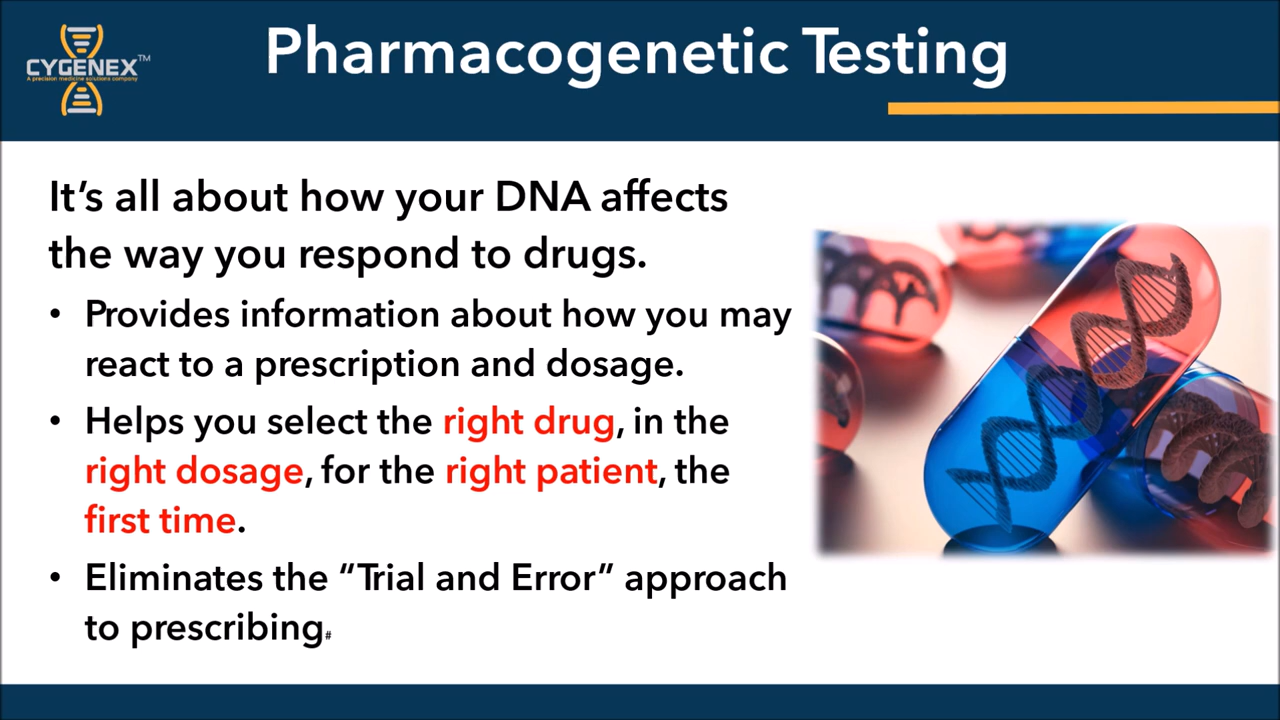 CYGENEX™
A precision medicine solutions company
Pharmacogenetic Testing
It’s all about how your DNA affects
the way you respond to drugs.
• Provides information about how you may
react to a prescription and dosage.
• Helps you select the right drug, in the
right dosage, for the right patient, the
first time.
• Eliminates the “Trial and Error” approach
to prescribing#